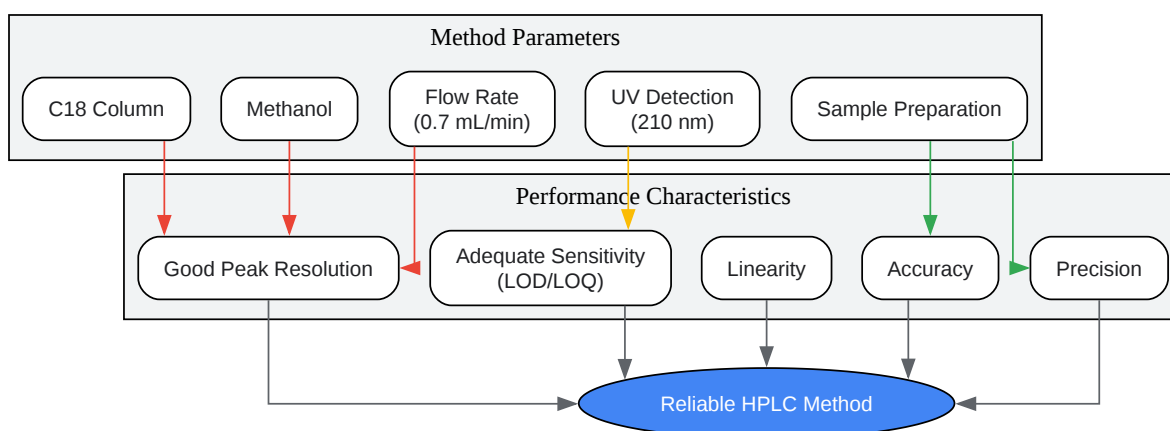 Method Parameters
C18 Column
Methanol
Flow Rate
(0.7 mL/min)
UV Detection
(210 nm)
Sample Preparation
Performance Characteristics
Good Peak Resolution
Adequate Sensitivity
(LOD/LOQ)
Linearity
Accuracy
Precision
Reliable HPLC Method